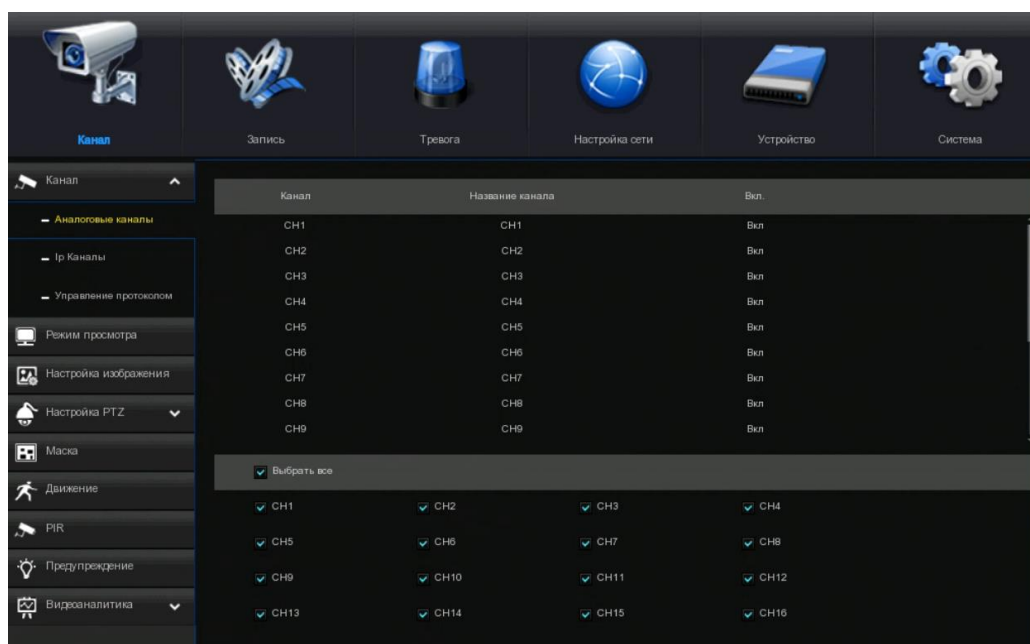 Канал Запись Тревога Настройка сети Устройство Система
Канал
Аналоговые каналы
Ip Каналы
Управление протоколом
Режим просмотра
Настройка изображения
Настройка PTZ
Маска
Движение
PIR
Предупреждение
Видеоаналитика
Канал Название канала Вкл.
CH1 CH1 Вкл
CH2 CH2 Вкл
CH3 CH3 Вкл
CH4 CH4 Вкл
CH5 CH5 Вкл
CH6 CH6 Вкл
CH7 CH7 Вкл
CH8 CH8 Вкл
CH9 CH9 Вкл
Выбрать все
CH1 CH2 CH3 CH4
CH5 CH6 CH7 CH8
CH9 CH10 CH11 CH12
CH13 CH14 CH15 CH16